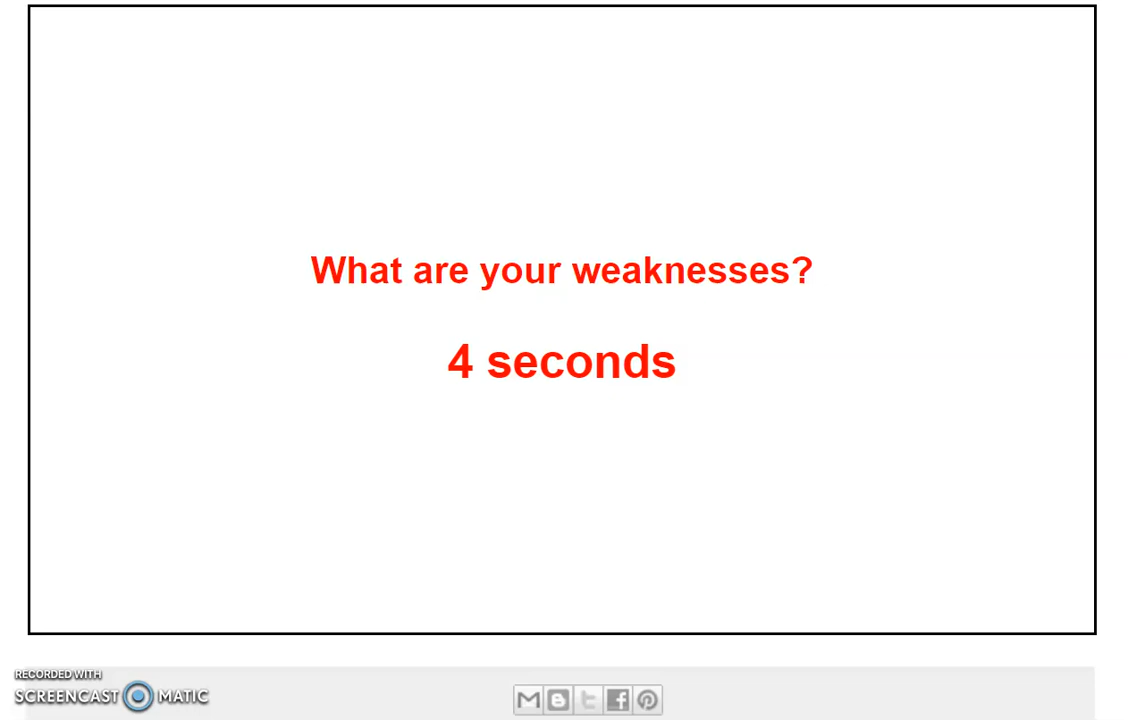 What are your weaknesses?
4 seconds
RECORDED WITH
SCREENCAST MATIC